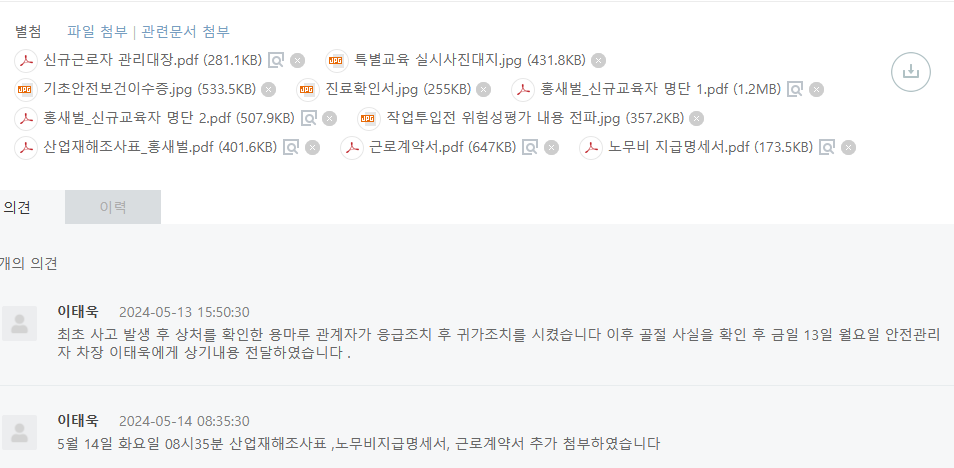 별첨 파일 첨부 | 관련문서 첨부
신규근로자 관리대장.pdf (281.1KB) 특별교육 실시사진대지.jpg (431.8KB)
기초안전보건이수증.jpg (533.5KB) 진료확인서.jpg (255KB) 홍새벌_신규교육자 명단 1.pdf (1.2MB)
홍새벌_신규교육자 명단 2.pdf (507.9KB) 작업투입전 위험성평가 내용 전파.jpg (357.2KB)
산업재해조사표_홍새벌.pdf (401.6KB) 근로계약서.pdf (647KB) 노무비 지급명세서.pdf (173.5KB)
의견 이력
개의 의견
이태욱 2024-05-13 15:50:30
최초 사고 발생 후 상처를 확인한 용마루 관계자가 응급조치 후 귀가조치를 시켰습니다 이후 골절 사실을 확인 후 금일 13일 월요일 안전관리
자 차장 이태욱에게 상기내용 전달하였습니다 .
이태욱 2024-05-14 08:35:30
5월 14일 화요일 08시35분 산업재해조사표 ,노무비지급명세서, 근로계약서 추가 첨부하였습니다